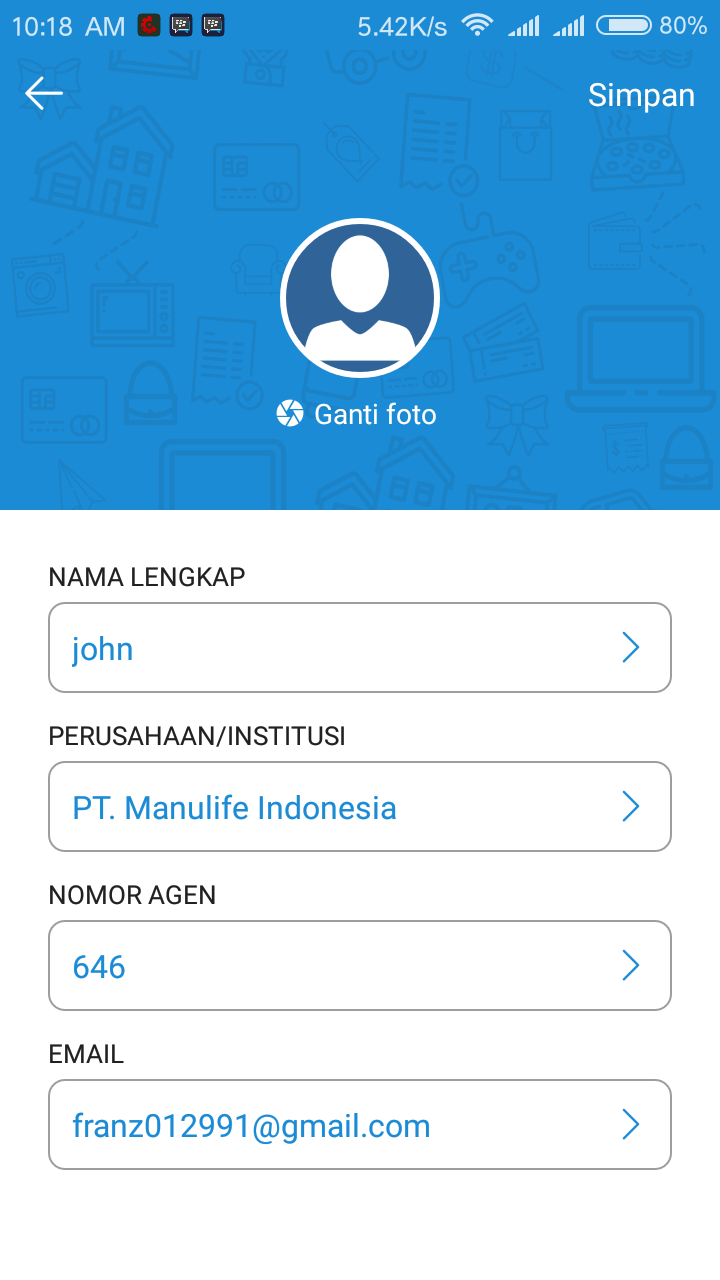 10:18 AM 5.42K/s 80%
Simpan
Ganti foto
NAMA LENGKAP
john
PERUSAHAAN/INSTITUSI
PT. Manulife Indonesia
NOMOR AGEN
646
EMAIL
franz012991@gmail.com